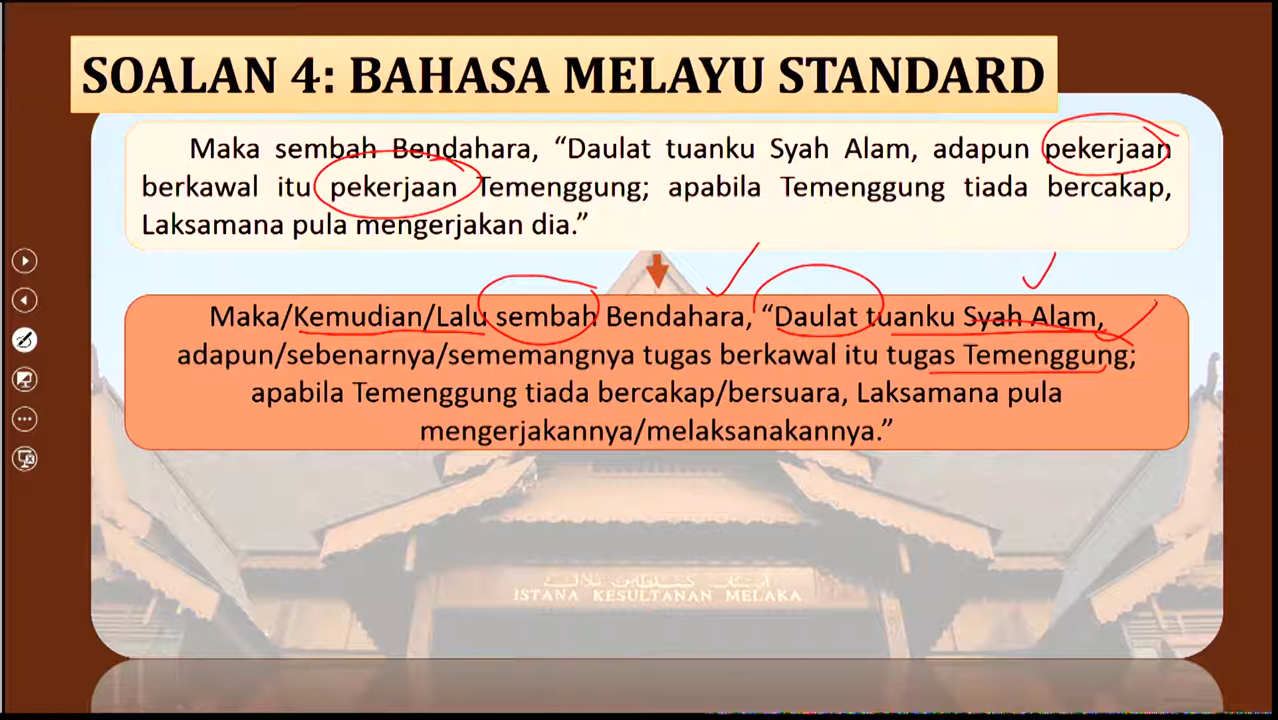 SOALAN 4: BAHASA MELAYU STANDARD
Maka sembah Bendahara, “Daulat tuanku Syah Alam, adapun pekerjaan
berkawal itu pekerjaan Temenggung; apabila Temenggung tiada bercakap,
Laksamana pula mengerjakan dia.”
Maka/Kemudian/Lalu sembah Bendahara, “Daulat tuanku Syah Alam,
adapun/sebenarnya/sememangnya tugas berkawal itu tugas Temenggung;
apabila Temenggung tiada bercakap/bersuara, Laksamana pula
mengerjakannya/melaksanakannya.”
ISTANA KESULTANAN MELAKA